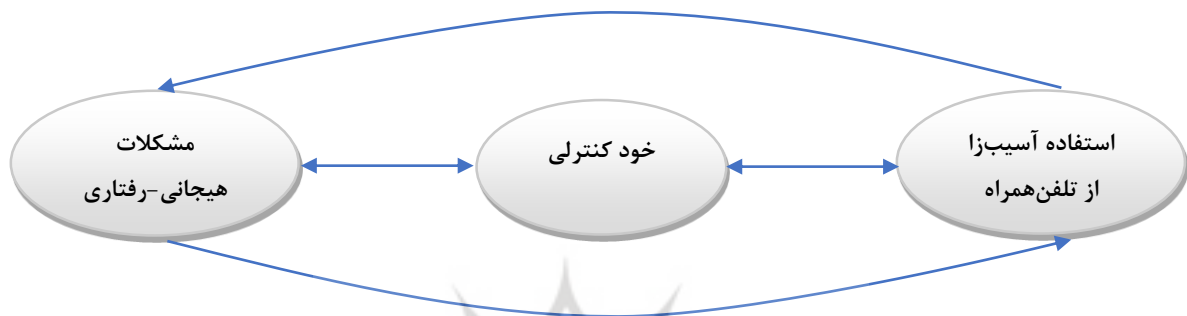 استفاده آسیب‌زا
از تلفن‌همراه
خود کنترلی
مشکلات
هیجانی-رفتاری